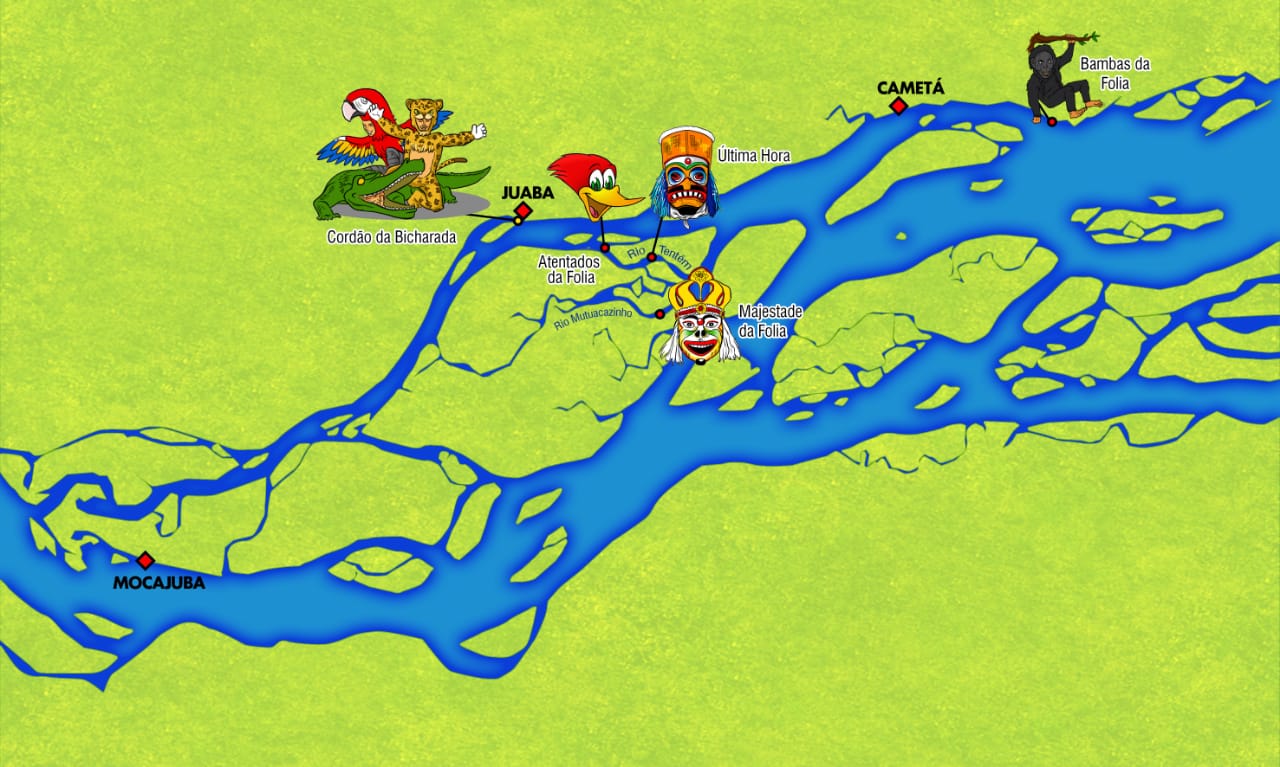 CAMETÁ
Bambas da
Folia
Última Hora
JUABA
Cordão da Bicharada
Atentados
da Folia
Rio Tentém
Rio Mutuacazinho
Majestade
da Folia
MOCAJUBA